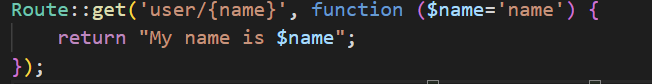 Route::get('user/{name}', function ($name='name') {
    return "My name is $name";
});